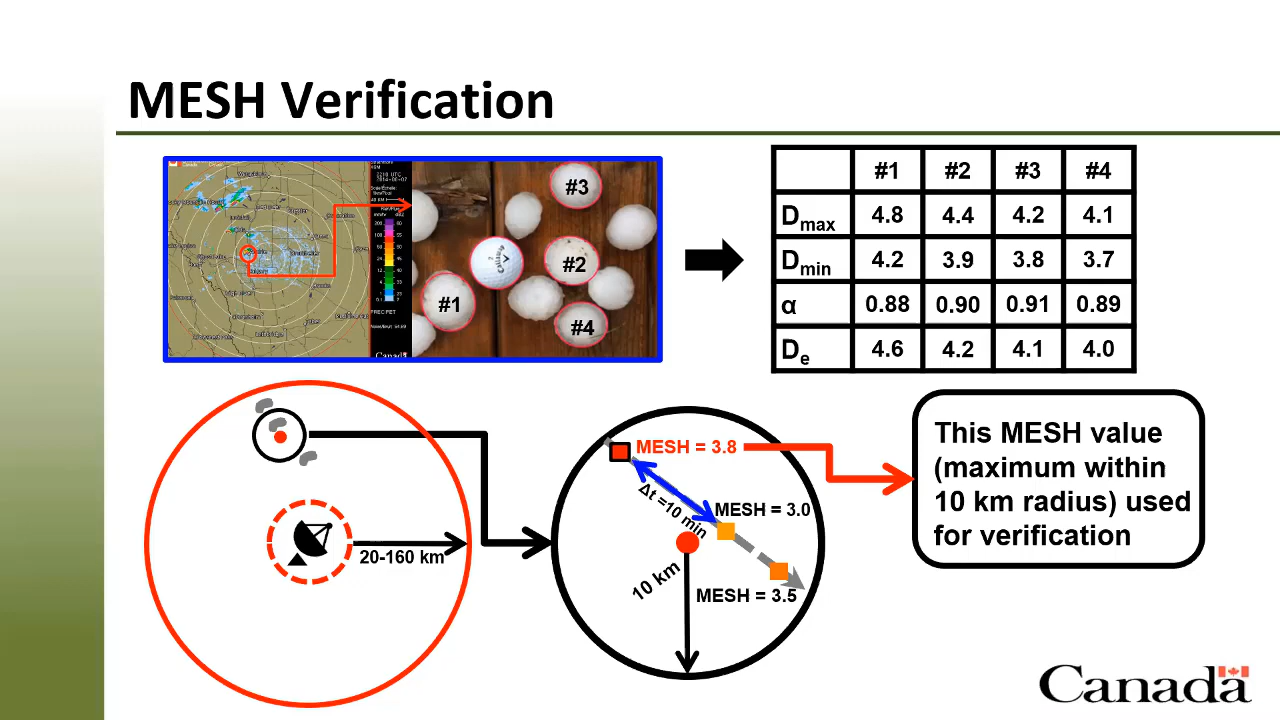 MESH Verification
2210 UTC
#3
#2
#1
#4
Canada
#1 #2 #3 #4
Dmax 4.8 4.4 4.2 4.1
Dmin 4.2 3.9 3.8 3.7
α 0.88 0.90 0.91 0.89
De 4.6 4.2 4.1 4.0
20-160 km
MESH = 3.8
Δt =10 min
MESH = 3.0
10 km
MESH = 3.5
This MESH value
(maximum within
10 km radius) used
for verification
Canada